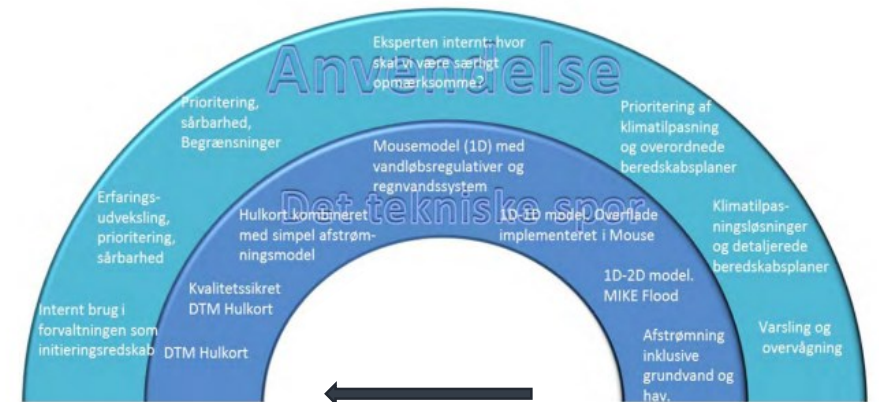 Anvendelse
Eksperten internt; hvor
skal vi være særligt
opmærksomme?
Prioritering,
sårbarhed,
Begrænsninger
Erfarings-
udveksling,
prioritering,
sårbarhed
Internt brug i
forvaltningen som
initieringsredskab
Prioritering af
klimatilpasning
og overordnede
beredskabsplaner
Klimatilpas-
ningsløsninger
og detaljerede
beredskabsplaner
Varsling og
overvågning
Det tekniske spor
Mousemodel (1D) med
vandløbsregulativer og
regnvandssystem
Hulkort kombineret
med simpel afstrøm-
ningsmodel
Kvalitetssikret
DTM Hulkort
DTM Hulkort
1D-1D model. Overflade
implementeret i Mouse
1D-2D model.
MIKE Flood
Afstrømning
inklusive
grundvand og
hav.